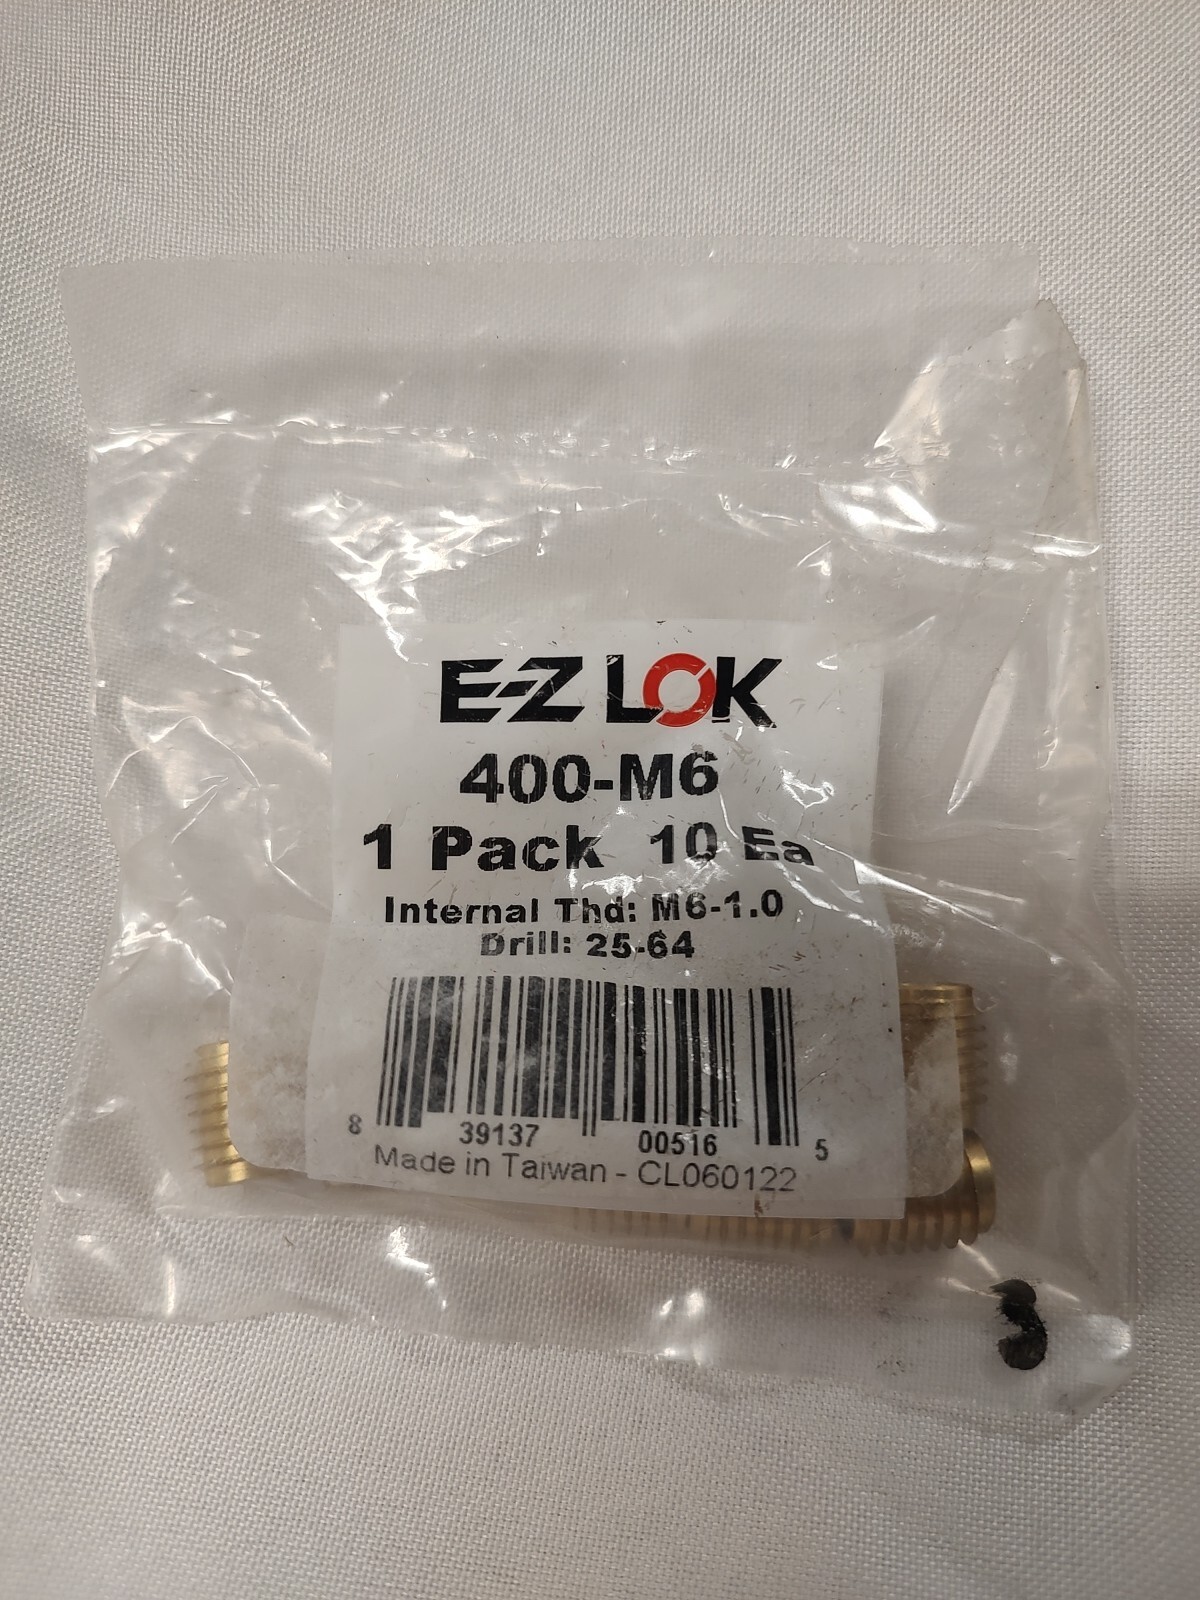 E-Z LOK
400-M6
1 Pack 10 Ea
Internal Thd: M6-1.0
Drill: 25-64
8 39137 00516 5
Made in Taiwan - CL060122
3